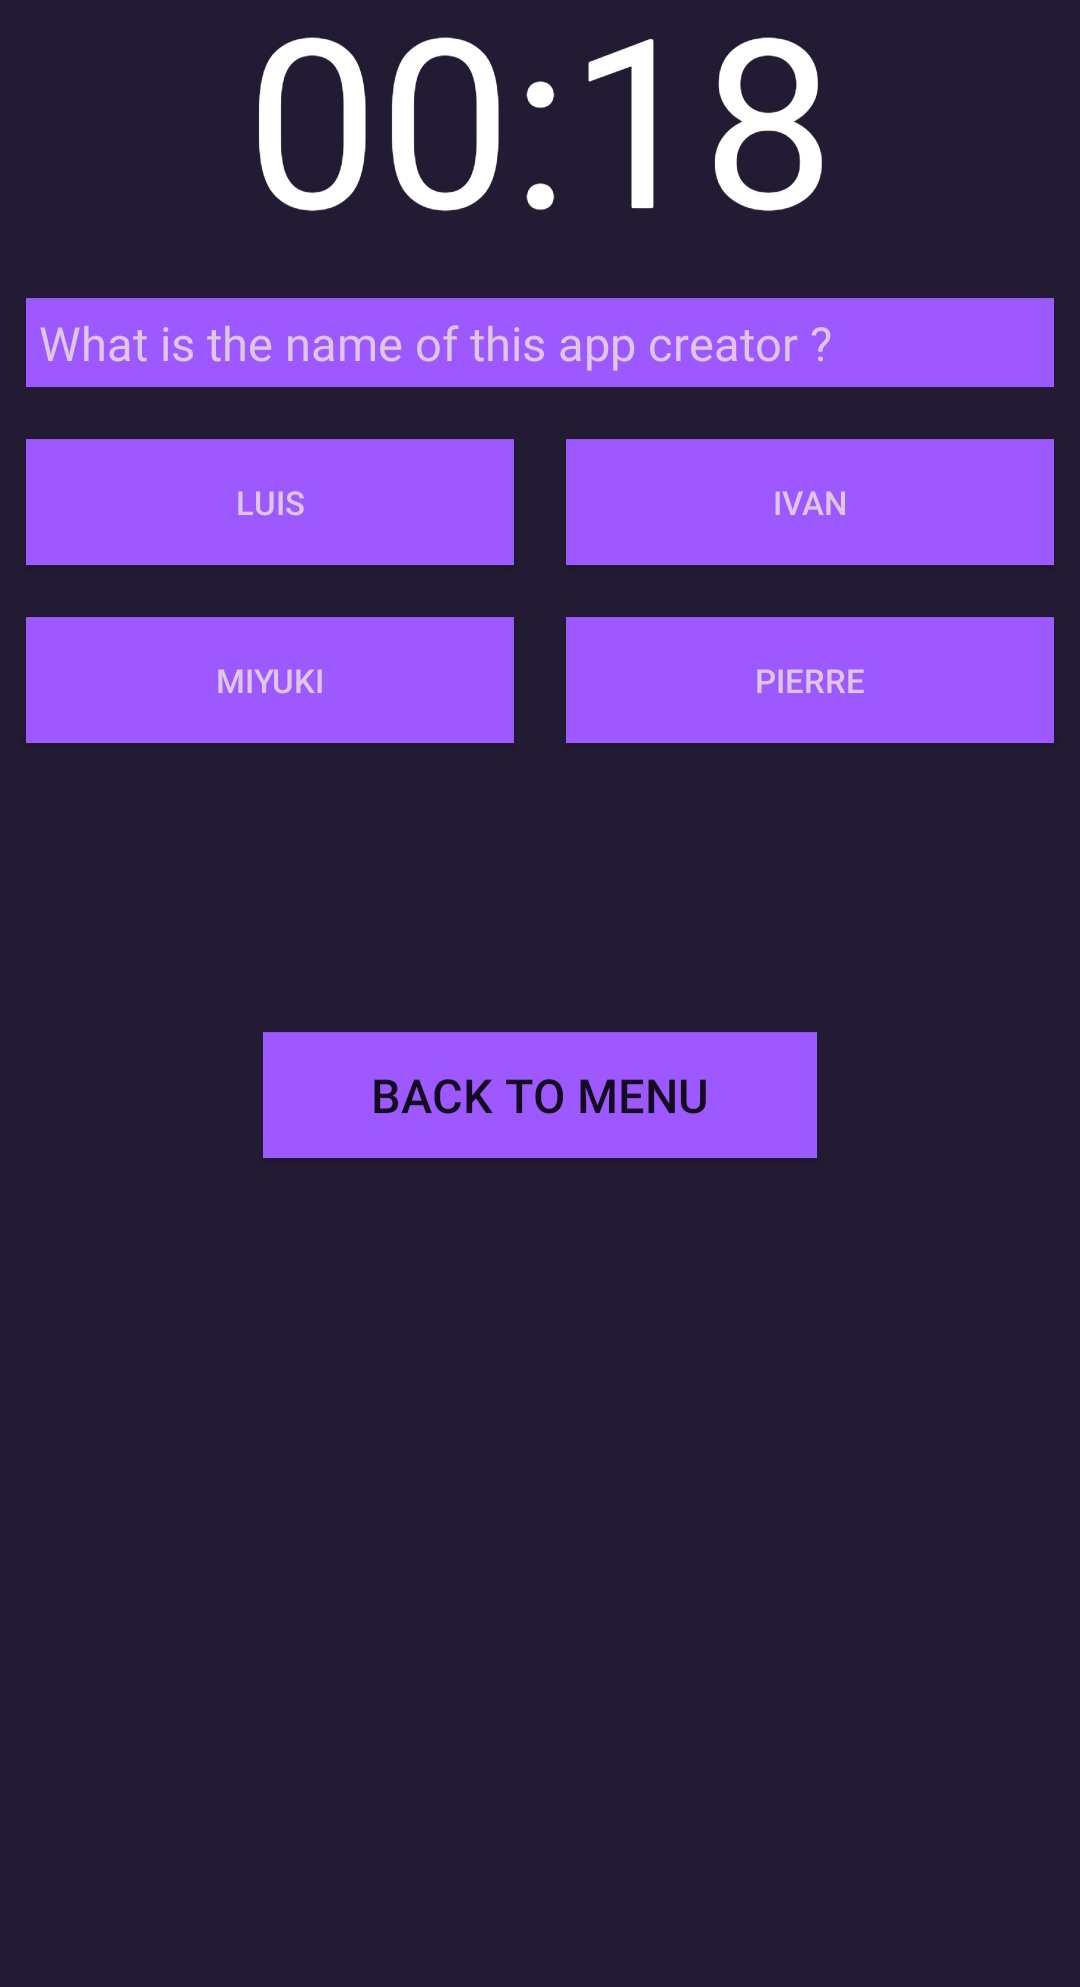 00:18
What is the name of this app creator ?
LUIS
IVAN
MIYUKI
PIERRE
BACK TO MENU